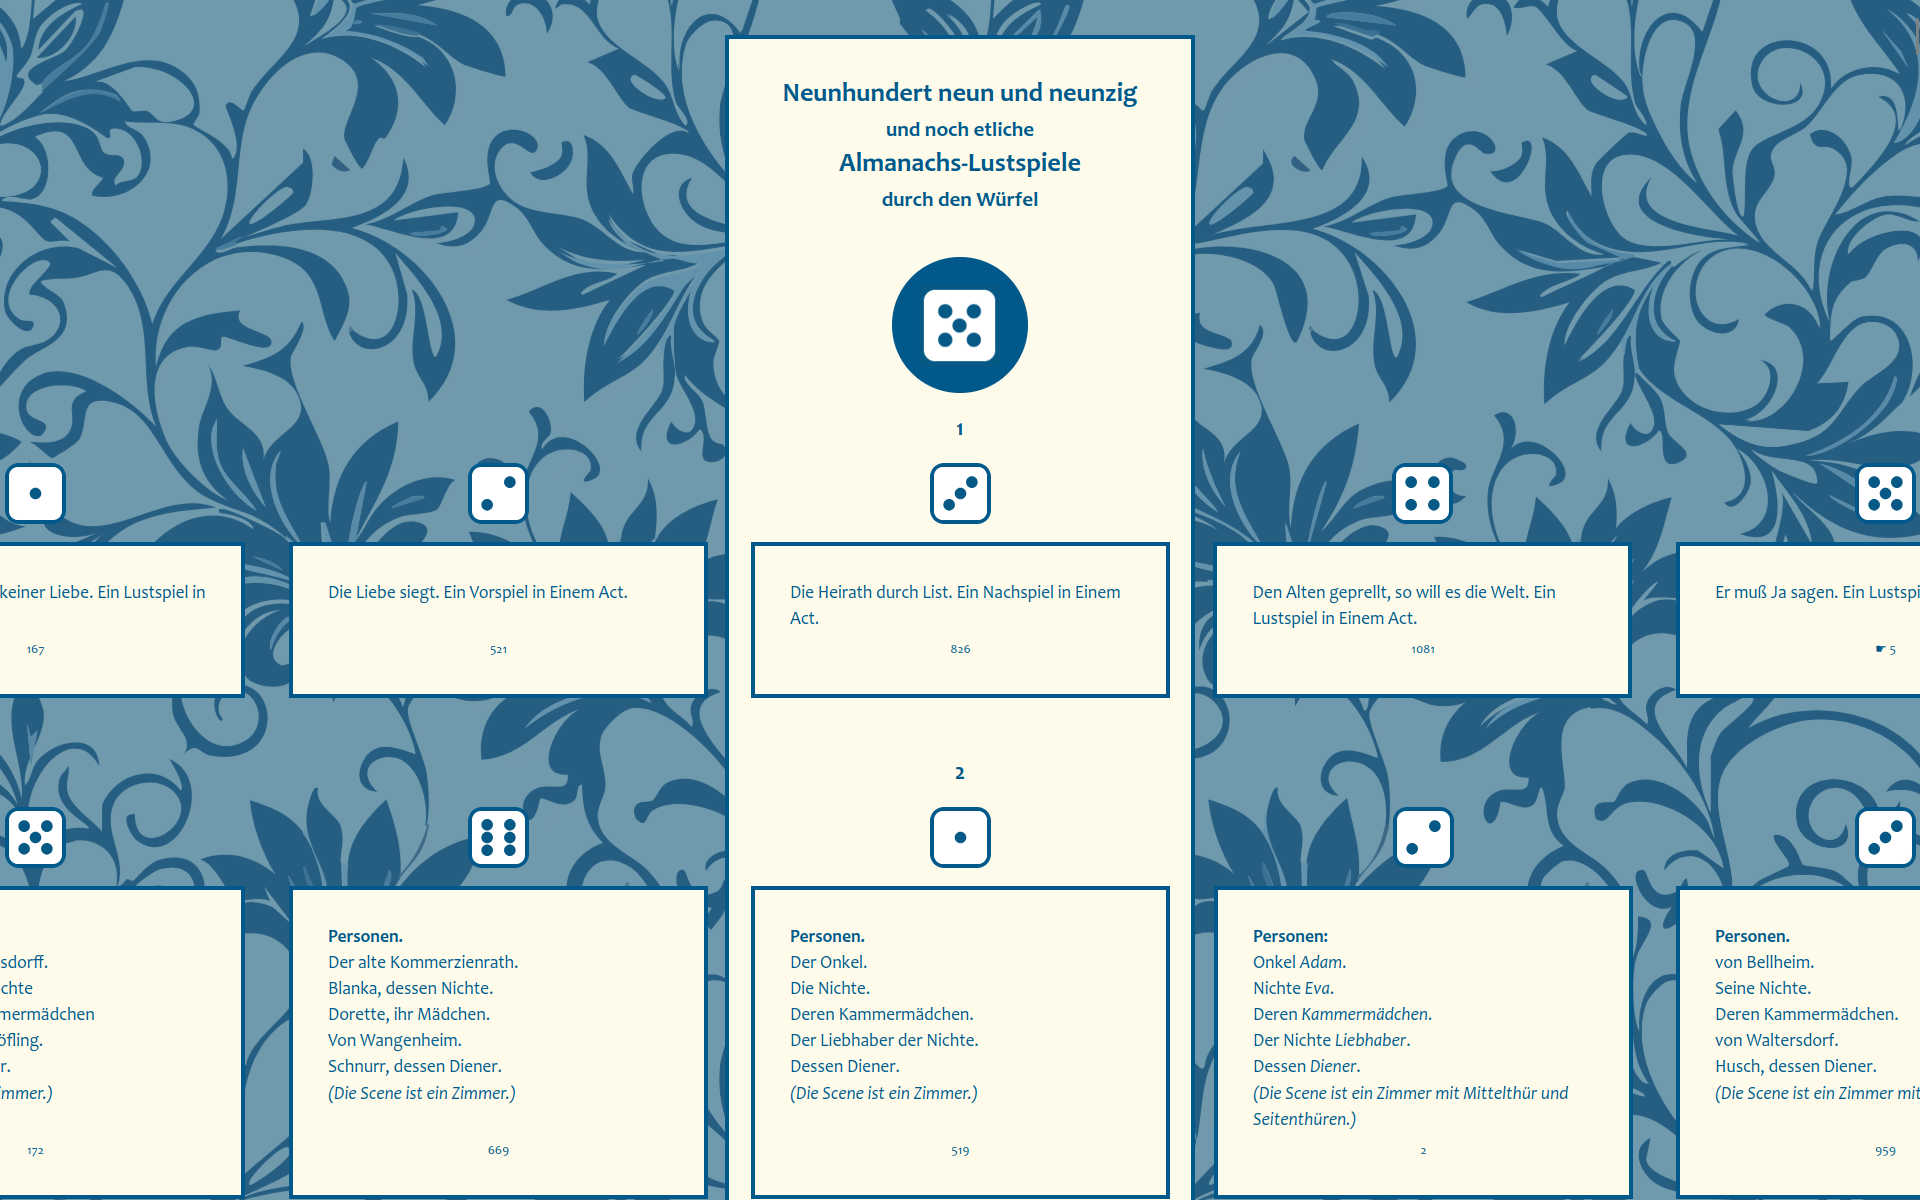 Neunhundert neun und neunzig
und noch etliche
Almanachs-Lustspiele
durch den Würfel
1
keiner Liebe. Ein Lustspiel in
167
Die Liebe siegt. Ein Vorspiel in Einem Act.
521
Die Heirath durch List. Ein Nachspiel in Einem
Act.
826
Den Alten geprellt, so will es die Welt. Ein
Lustspiel in Einem Act.
1081
Er muß Ja sagen. Ein Lustspi
☛ 5
2
sdorff.
chte
mermädchen
öfling.
r.
immer.)
172
Personen.
Der alte Kommerzienrath.
Blanka, dessen Nichte.
Dorette, ihr Mädchen.
Von Wangenheim.
Schnurr, dessen Diener.
(Die Scene ist ein Zimmer.)
669
Personen.
Der Onkel.
Die Nichte.
Deren Kammermädchen.
Der Liebhaber der Nichte.
Dessen Diener.
(Die Scene ist ein Zimmer.)
519
Personen:
Onkel Adam.
Nichte Eva.
Deren Kammermädchen.
Der Nichte Liebhaber.
Dessen Diener.
(Die Scene ist ein Zimmer mit Mittelthür und
Seitenthüren.)
2
Personen.
von Bellheim.
Seine Nichte.
Deren Kammermädchen.
von Waltersdorf.
Husch, dessen Diener.
(Die Scene ist ein Zimmer mit
959